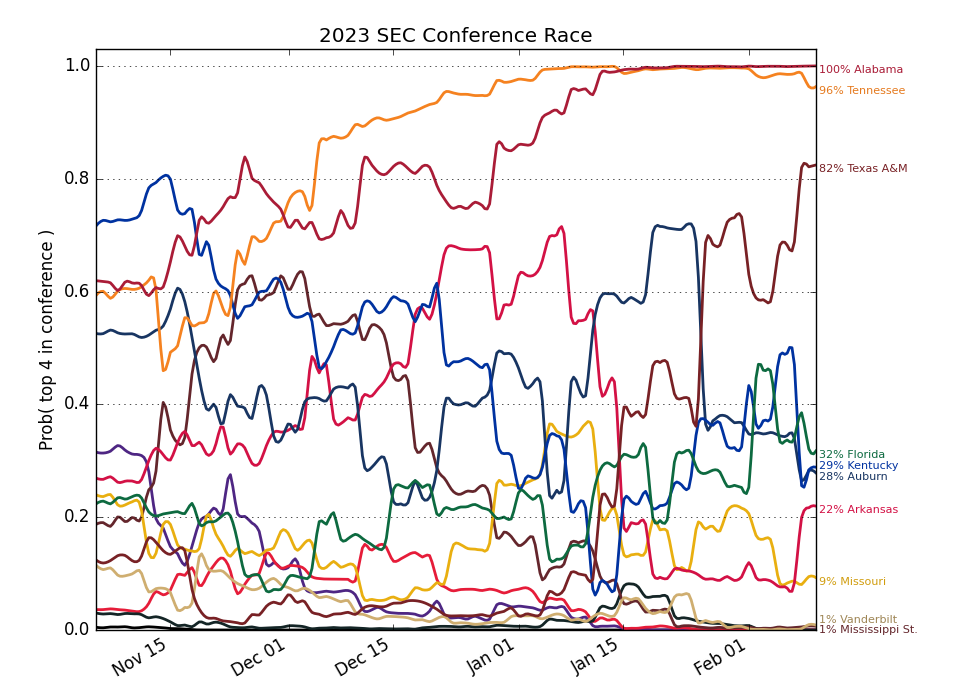 2023 SEC Conference Race
Prob( top 4 in conference )
1.0
0.8
0.6
0.4
0.2
0.0
Nov 15
Dec 01
Dec 15
Jan 01
Jan 15
Feb 01
100% Alabama
96% Tennessee
82% Texas A&M
32% Florida
29% Kentucky
28% Auburn
22% Arkansas
9% Missouri
1% Vanderbilt
1% Mississippi St.